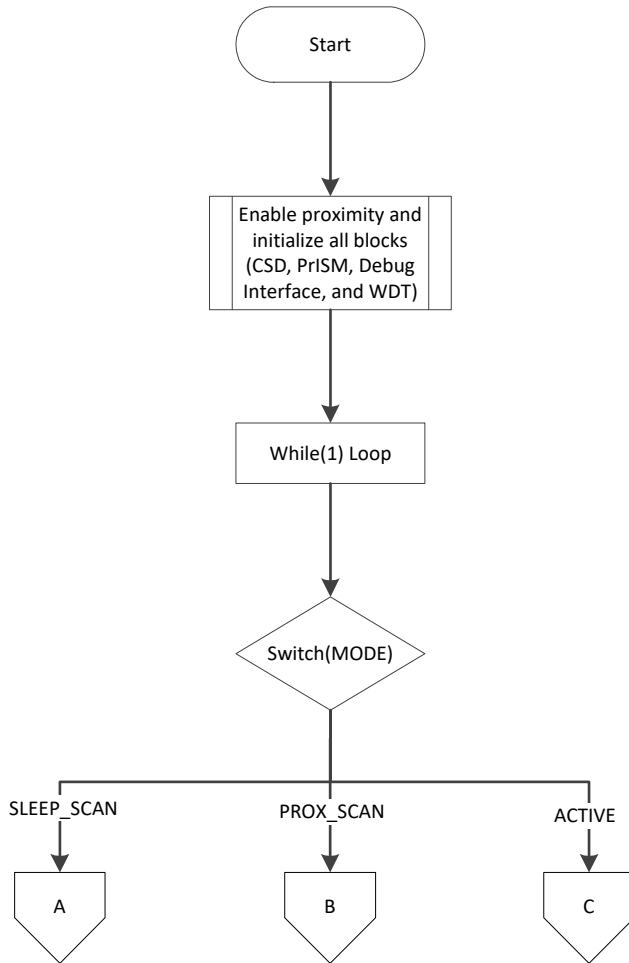 Start
Enable proximity and
initialize all blocks
(CSD, PrISM, Debug
Interface, and WDT)
While(1) Loop
Switch(MODE)
SLEEP_SCAN
PROX_SCAN
ACTIVE
A
B
C